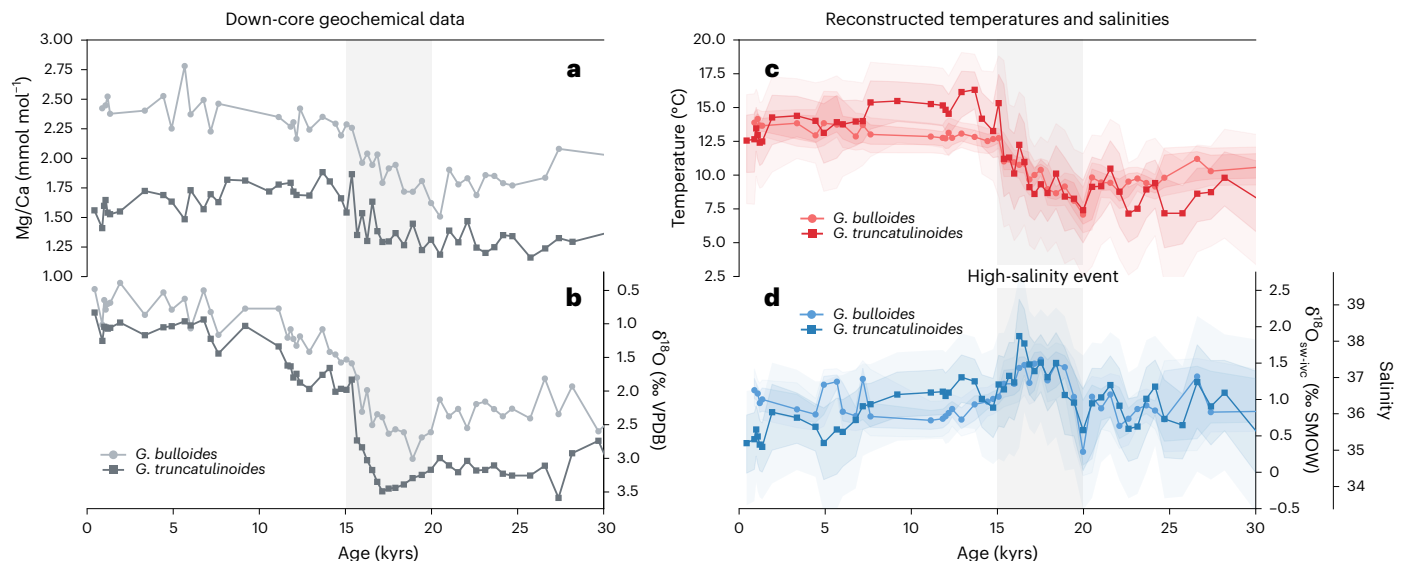 Down-core geochemical data
3.00
2.75
2.50
2.25
2.00
1.75
1.50
1.25
1.00
Mg/Ca (mmol mol⁻¹)
a
b
0.5
1.0
1.5
2.0
2.5
3.0
3.5
δ¹⁸O (‰ VPDB)
G. bulloides
G. truncatulinoides
0
5
10
15
20
25
30
Age (kyrs)
Reconstructed temperatures and salinities
20.0
17.5
15.0
12.5
10.0
7.5
5.0
2.5
Temperature (°C)
c
G. bulloides
G. truncatulinoides
High-salinity event
d
G. bulloides
G. truncatulinoides
2.5
2.0
1.5
1.0
0.5
0
−0.5
δ¹⁸O_sw-ivc (‰ SMOW)
39
38
37
36
35
34
Salinity
0
5
10
15
20
25
30
Age (kyrs)